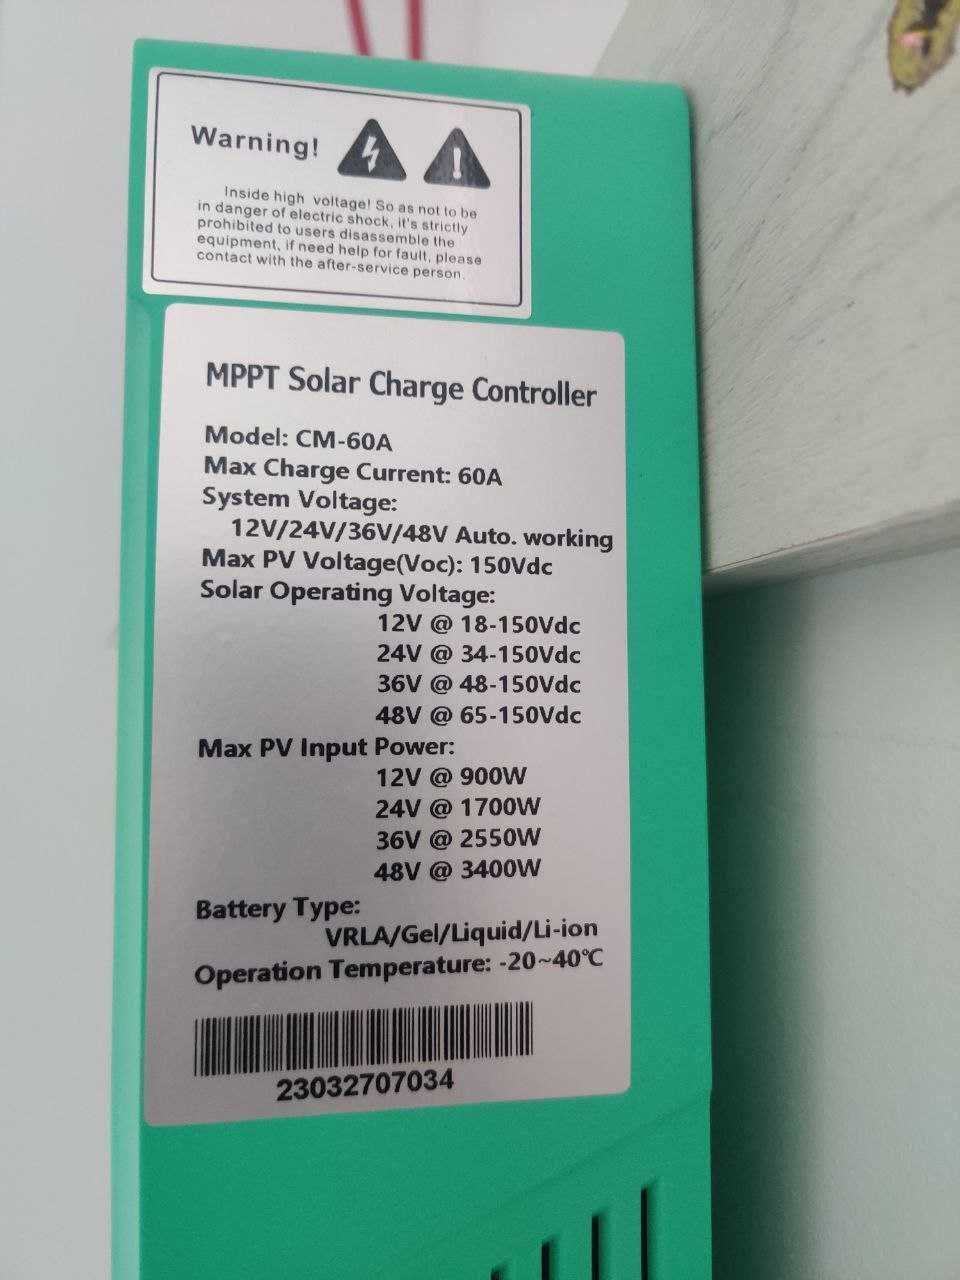 Warning!
Inside high voltage! So as not to be
in danger of electric shock, it's strictly
prohibited to users disassemble the
equipment, if need help for fault, please
contact with the after-service person.
MPPT Solar Charge Controller
Model: CM-60A
Max Charge Current: 60A
System Voltage:
12V/24V/36V/48V Auto. working
Max PV Voltage(Voc): 150Vdc
Solar Operating Voltage:
12V @ 18-150Vdc
24V @ 34-150Vdc
36V @ 48-150Vdc
48V @ 65-150Vdc
Max PV Input Power:
12V @ 900W
24V @ 1700W
36V @ 2550W
48V @ 3400W
Battery Type:
VRLA/Gel/Liquid/Li-ion
Operation Temperature: -20~40℃
23032707034